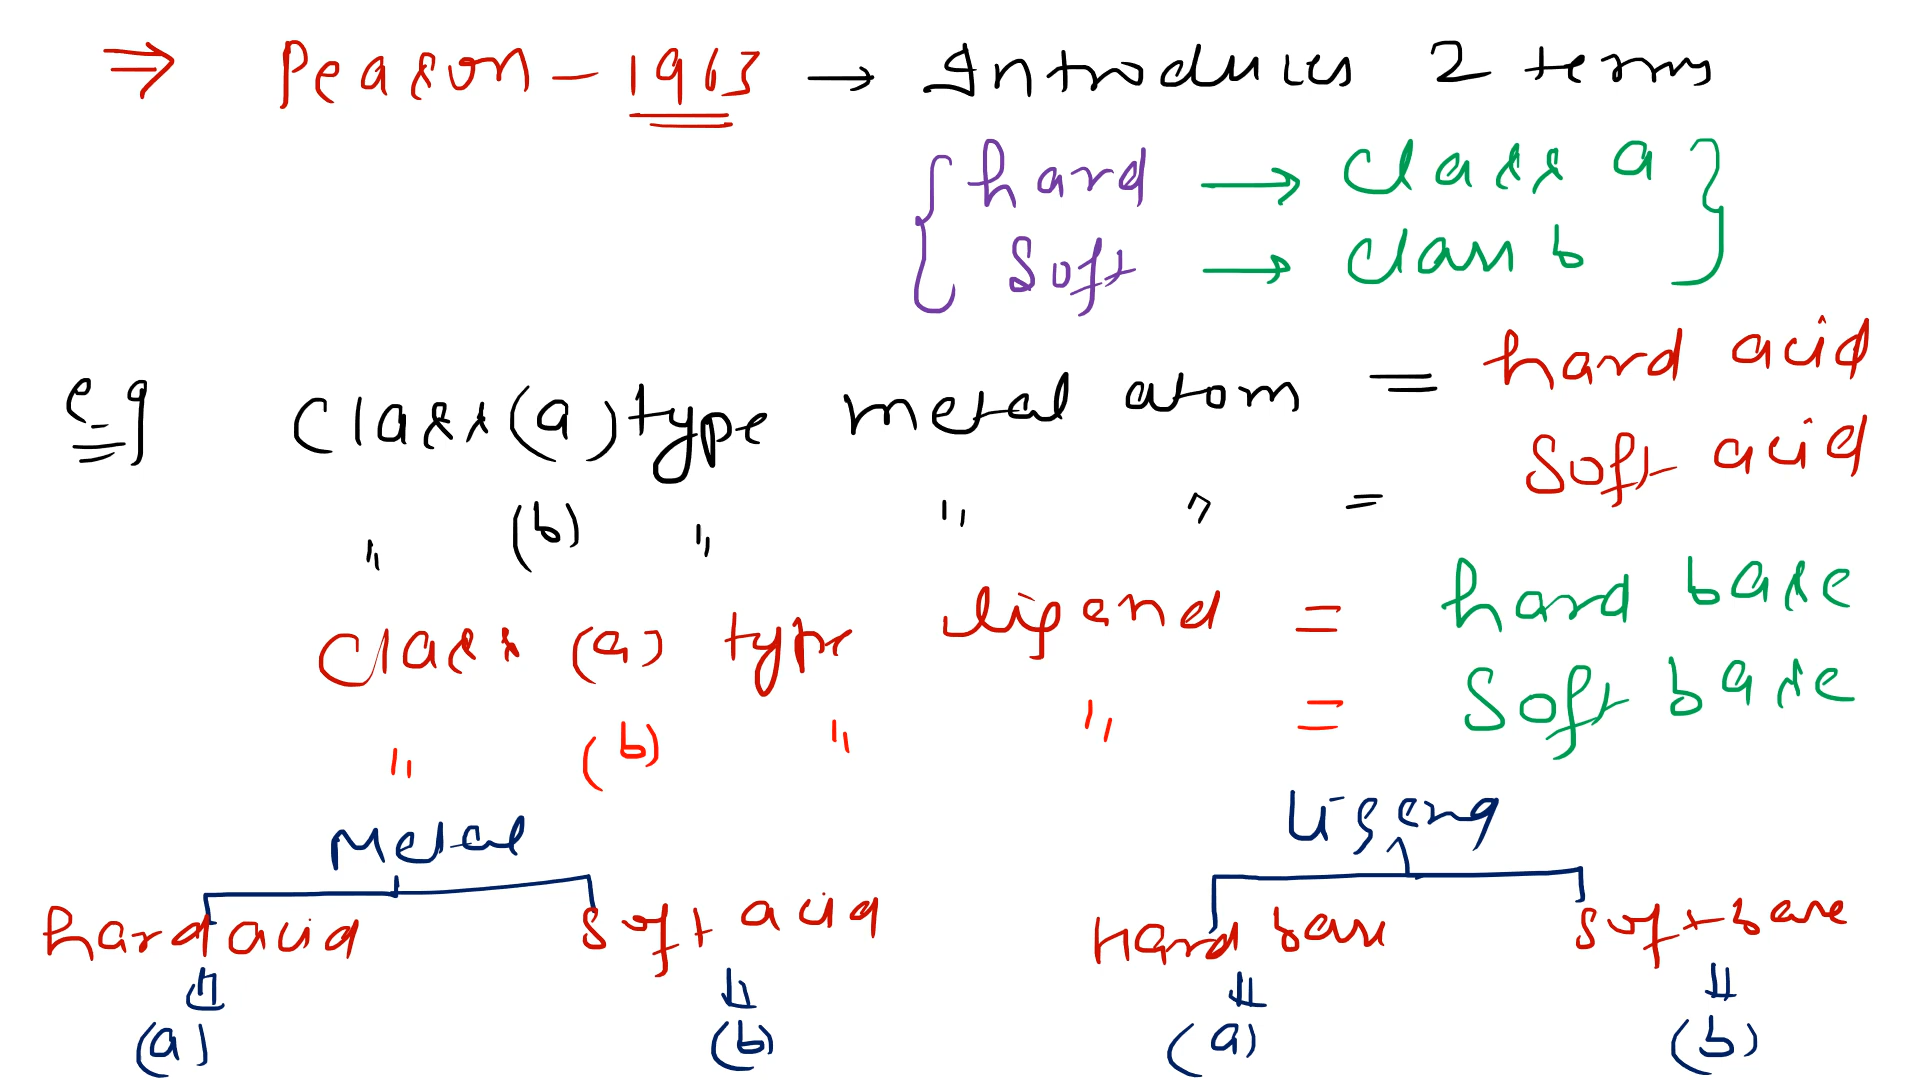 ⇒ Pearson - 1963 → Introduces 2 terms
{ hard → class a }
{ soft → class b }
e.g class (a) type metal atom = hard acid
" (b) " " " = soft acid
class (a) type ligand = hard base
" (b) " " = soft base
Metal Ligand
hard acid soft acid Hard base soft base
⇓ ⇓ ⇓ ⇓
(a) (b) (a) (b)